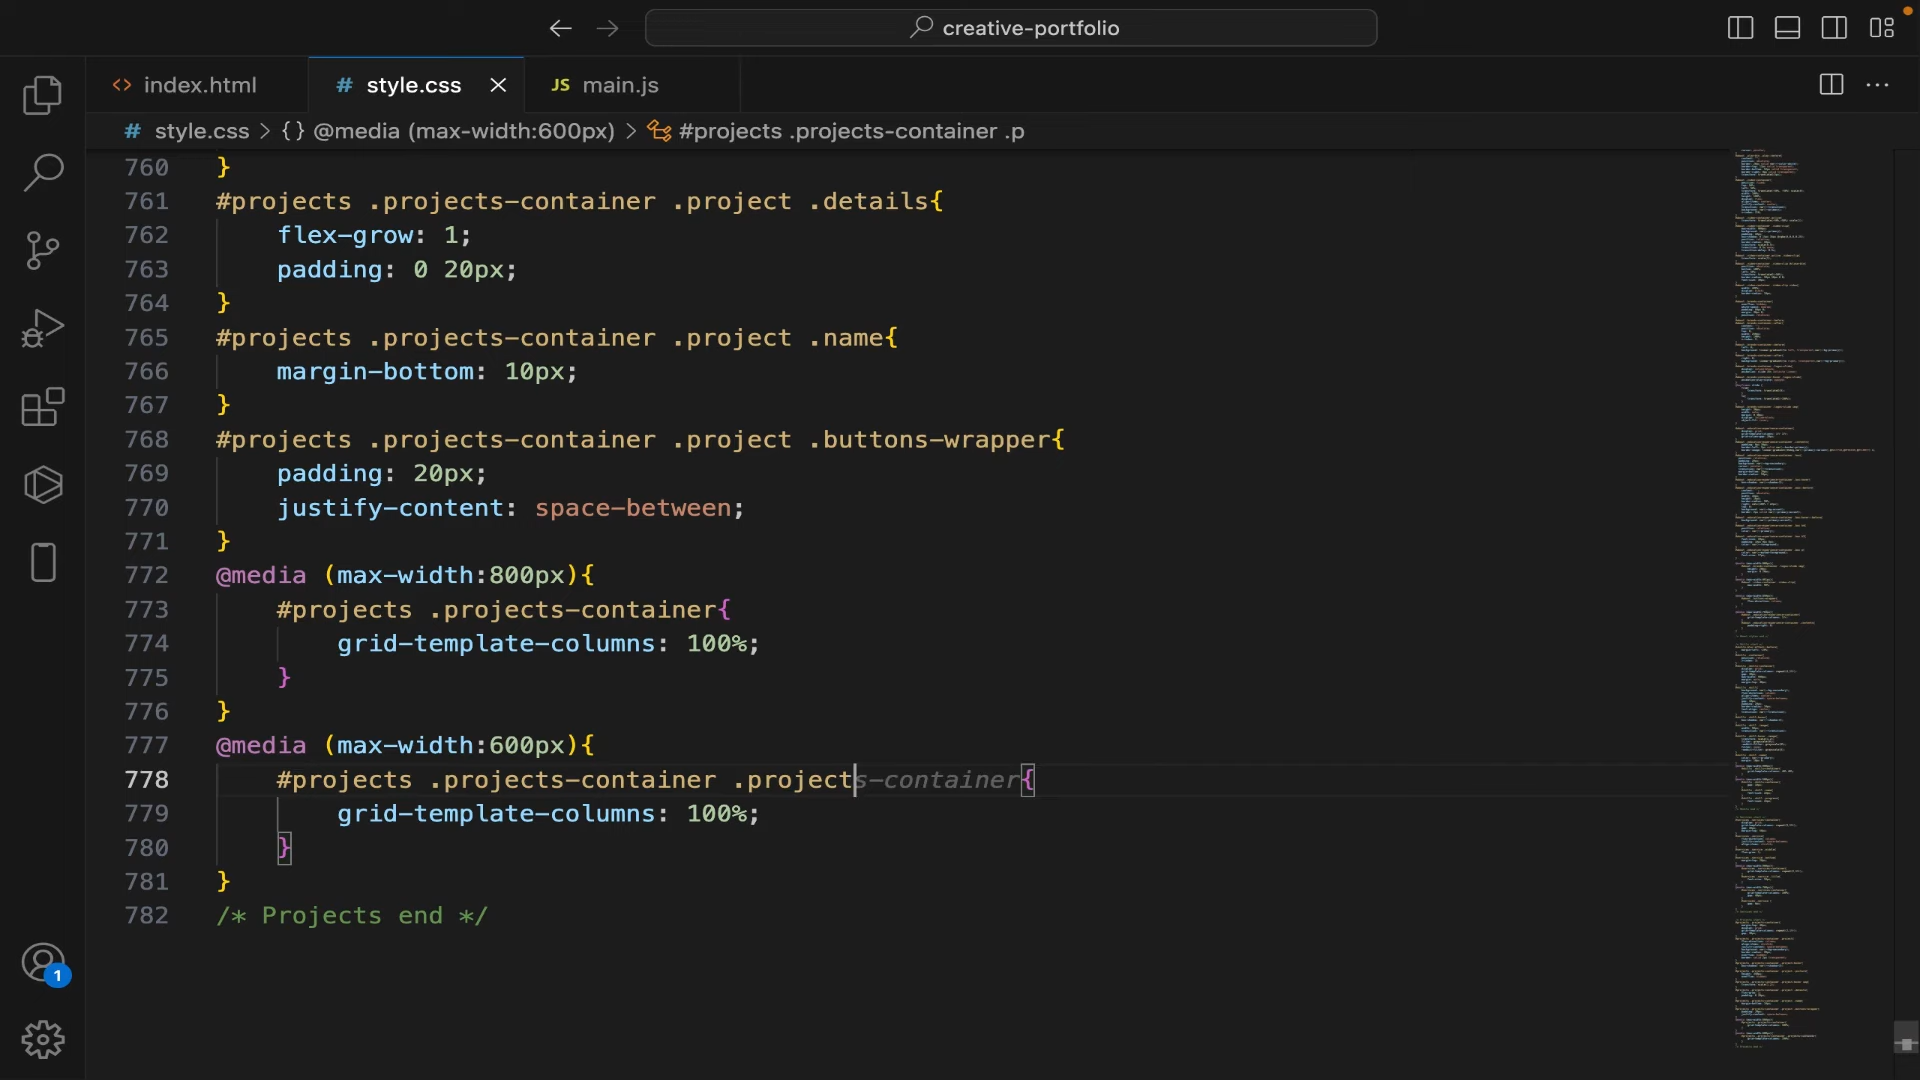 creative-portfolio
<> index.html
# style.css
JS main.js
# style.css > {} @media (max-width:600px) > #projects .projects-container .p
760 }
761 #projects .projects-container .project .details{
762 flex-grow: 1;
763 padding: 0 20px;
764 }
765 #projects .projects-container .project .name{
766 margin-bottom: 10px;
767 }
768 #projects .projects-container .project .buttons-wrapper{
769 padding: 20px;
770 justify-content: space-between;
771 }
772 @media (max-width:800px){
773 #projects .projects-container{
774 grid-template-columns: 100%;
775 }
776 }
777 @media (max-width:600px){
778 #projects .projects-container .projects-container{
779 grid-template-columns: 100%;
780 }
781 }
782 /* Projects end */
1